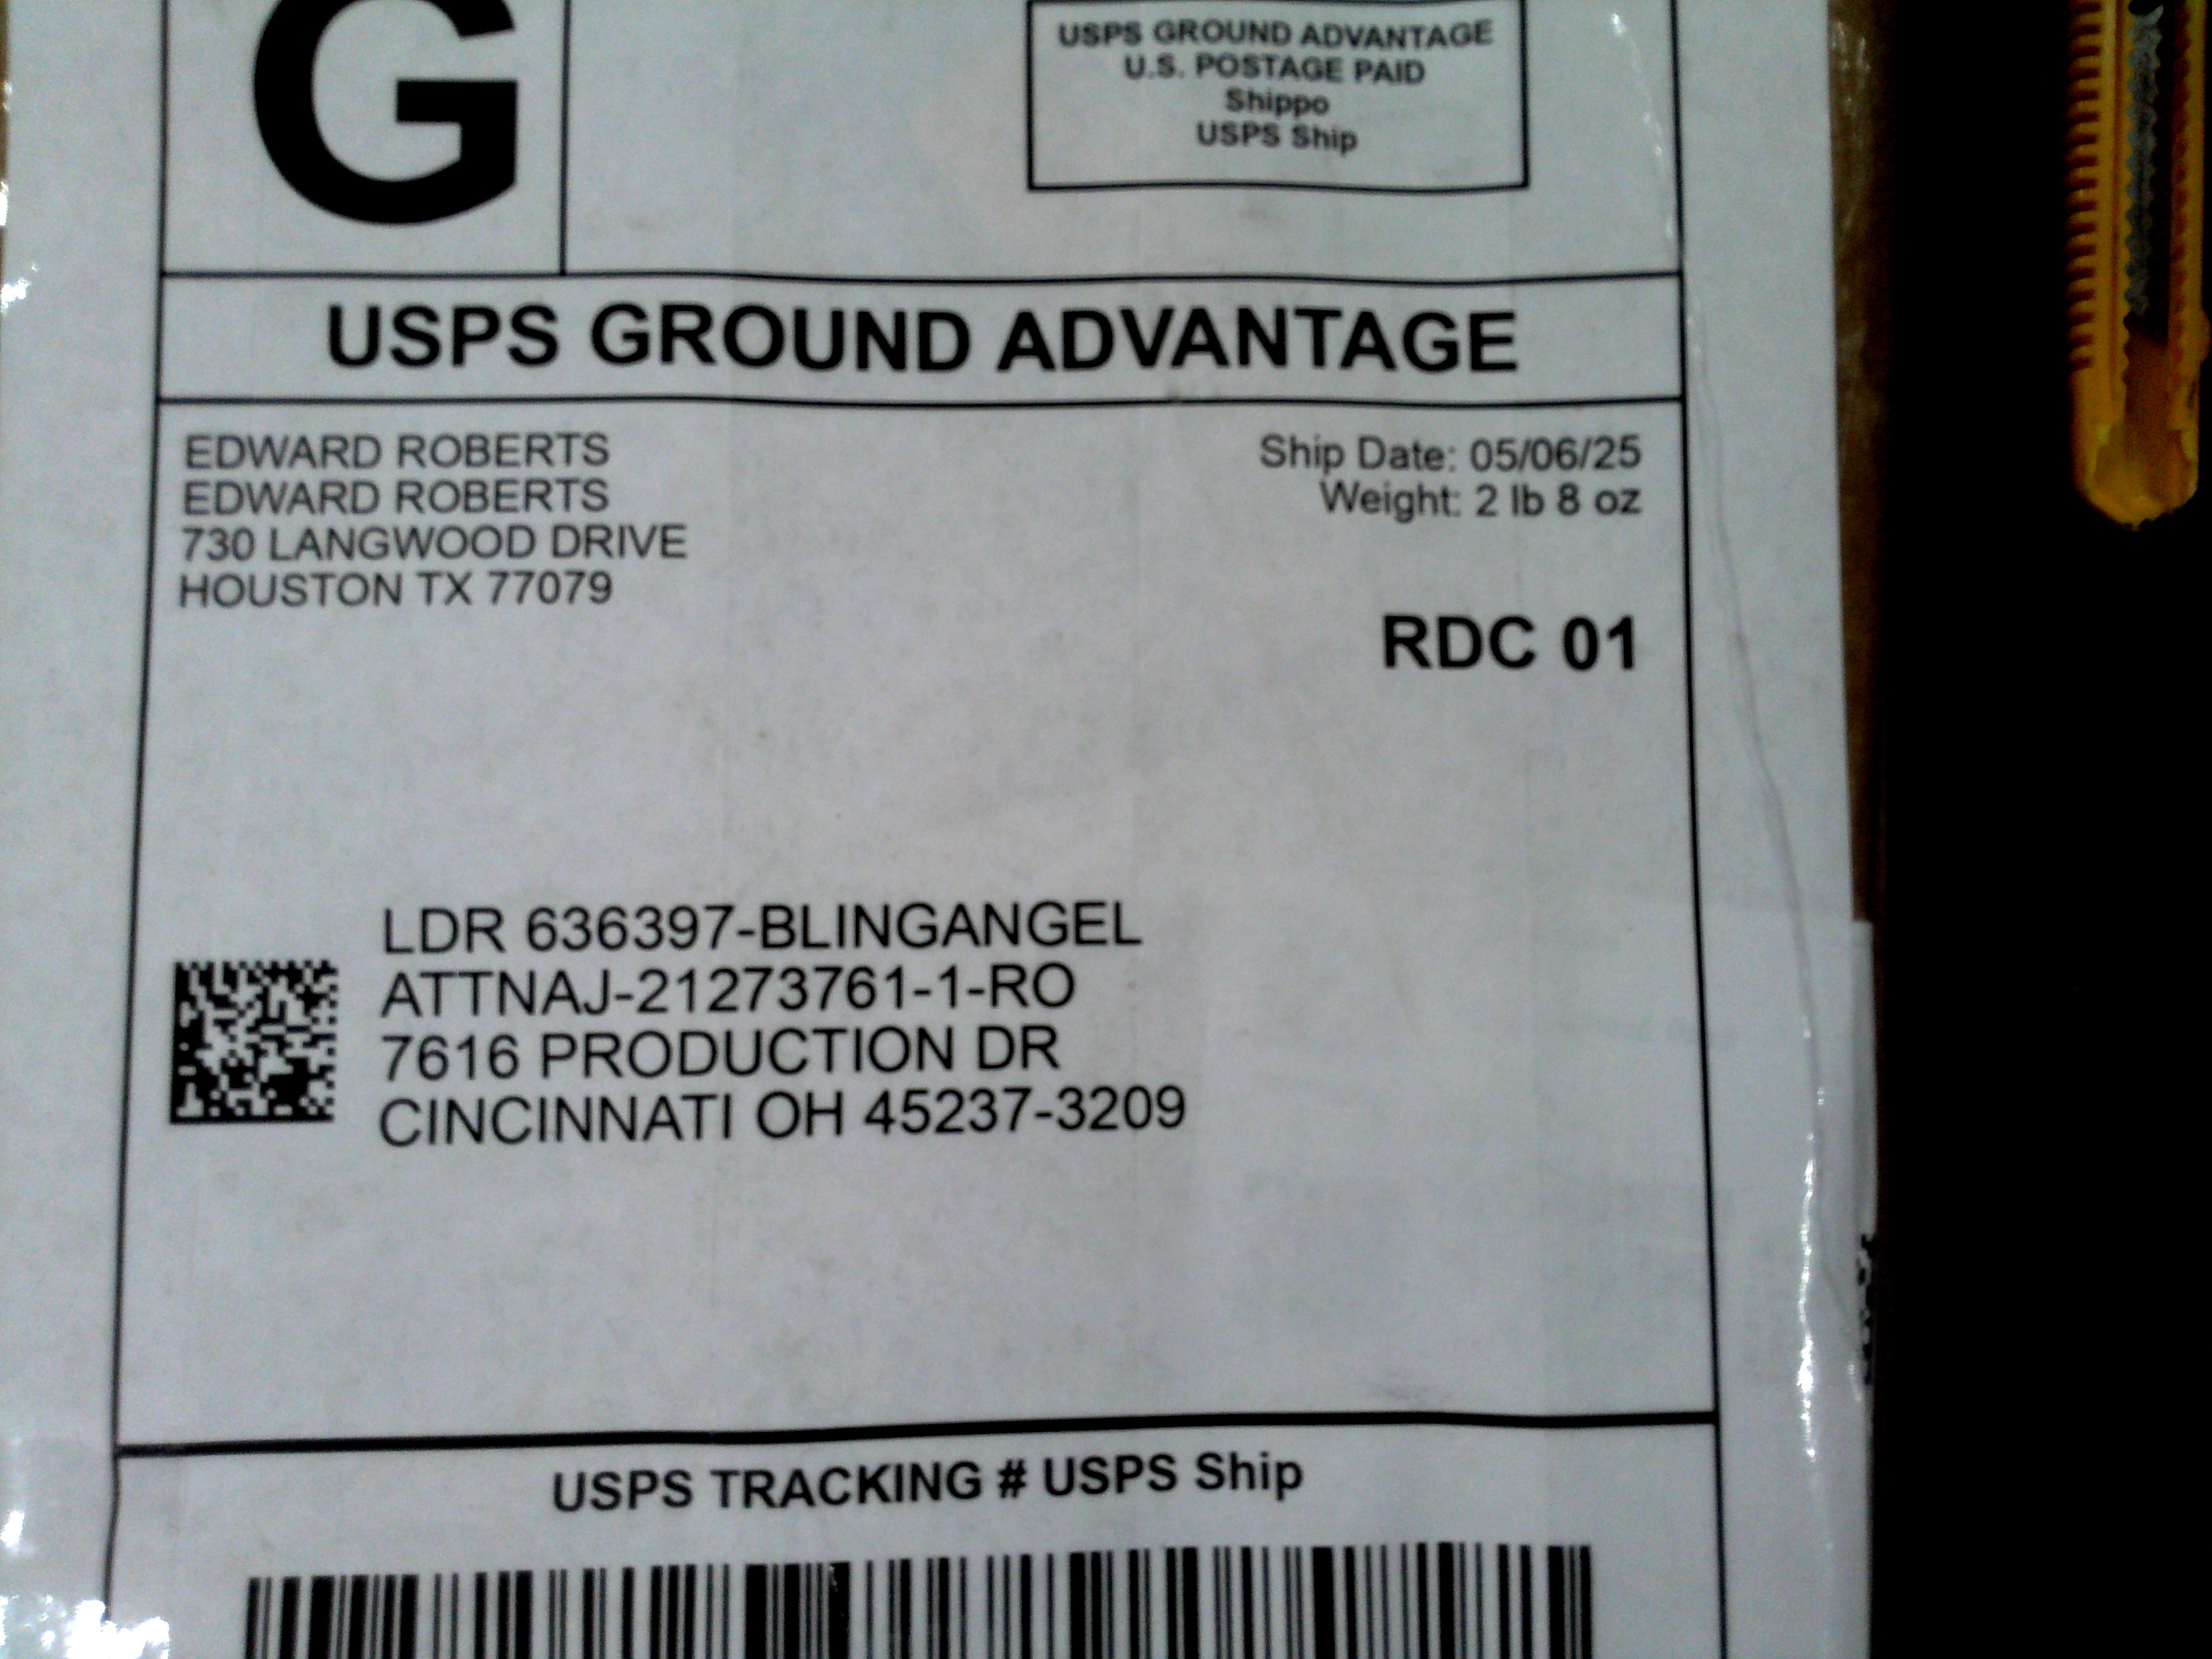 G
USPS GROUND ADVANTAGE
U.S. POSTAGE PAID
Shippo
USPS Ship
USPS GROUND ADVANTAGE
EDWARD ROBERTS
EDWARD ROBERTS
730 LANGWOOD DRIVE
HOUSTON TX 77079
Ship Date: 05/06/25
Weight: 2 lb 8 oz
RDC 01
LDR 636397-BLINGANGEL
ATTNAJ-21273761-1-RO
7616 PRODUCTION DR
CINCINNATI OH 45237-3209
USPS TRACKING # USPS Ship